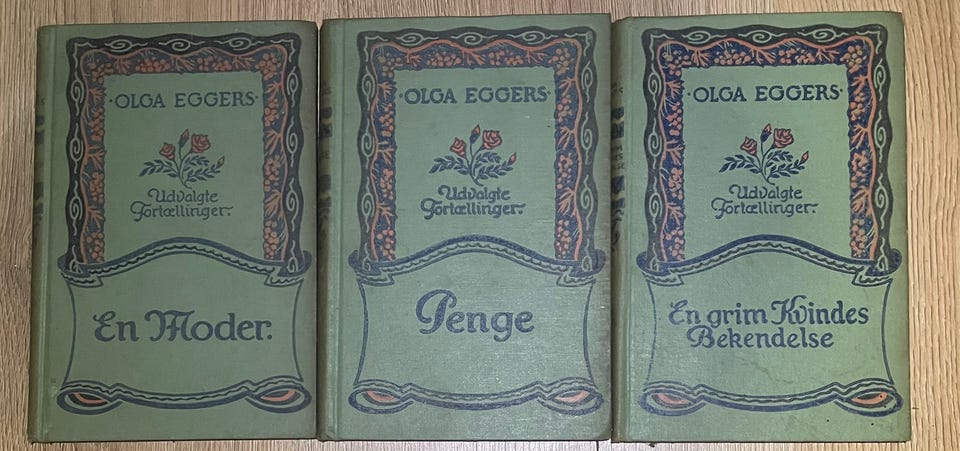 ·OLGA EGGERS·
Udvalgte
Fortællinger.
En Moder.
·OLGA EGGERS·
Udvalgte
Fortællinger.
Penge
·OLGA EGGERS·
Udvalgte
Fortællinger.
En grim Kvindes
Bekendelse